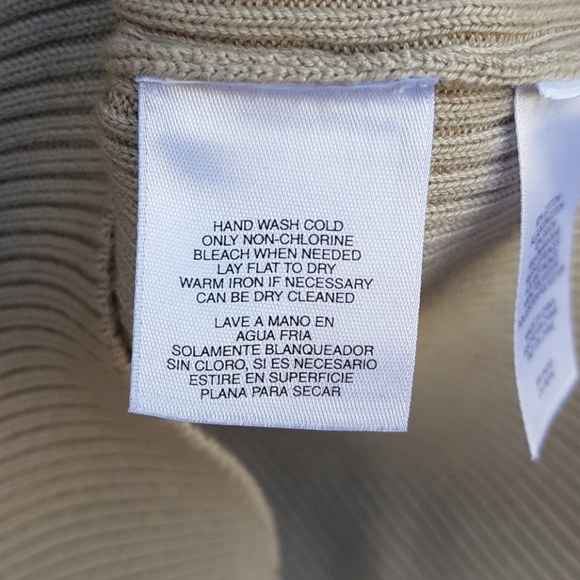 HAND WASH COLD
ONLY NON-CHLORINE
BLEACH WHEN NEEDED
LAY FLAT TO DRY
WARM IRON IF NECESSARY
CAN BE DRY CLEANED
LAVE A MANO EN
AGUA FRIA
SOLAMENTE BLANQUEADOR
SIN CLORO, SI ES NECESARIO
ESTIRE EN SUPERFICIE
PLANA PARA SECAR